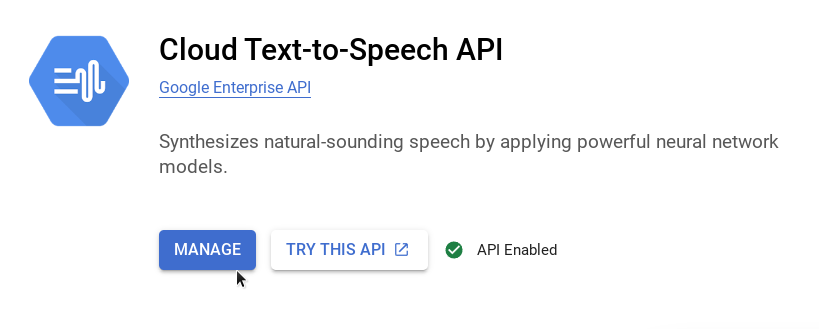 Cloud Text-to-Speech API
Google Enterprise API
Synthesizes natural-sounding speech by applying powerful neural network
models.
MANAGE
TRY THIS API
API Enabled